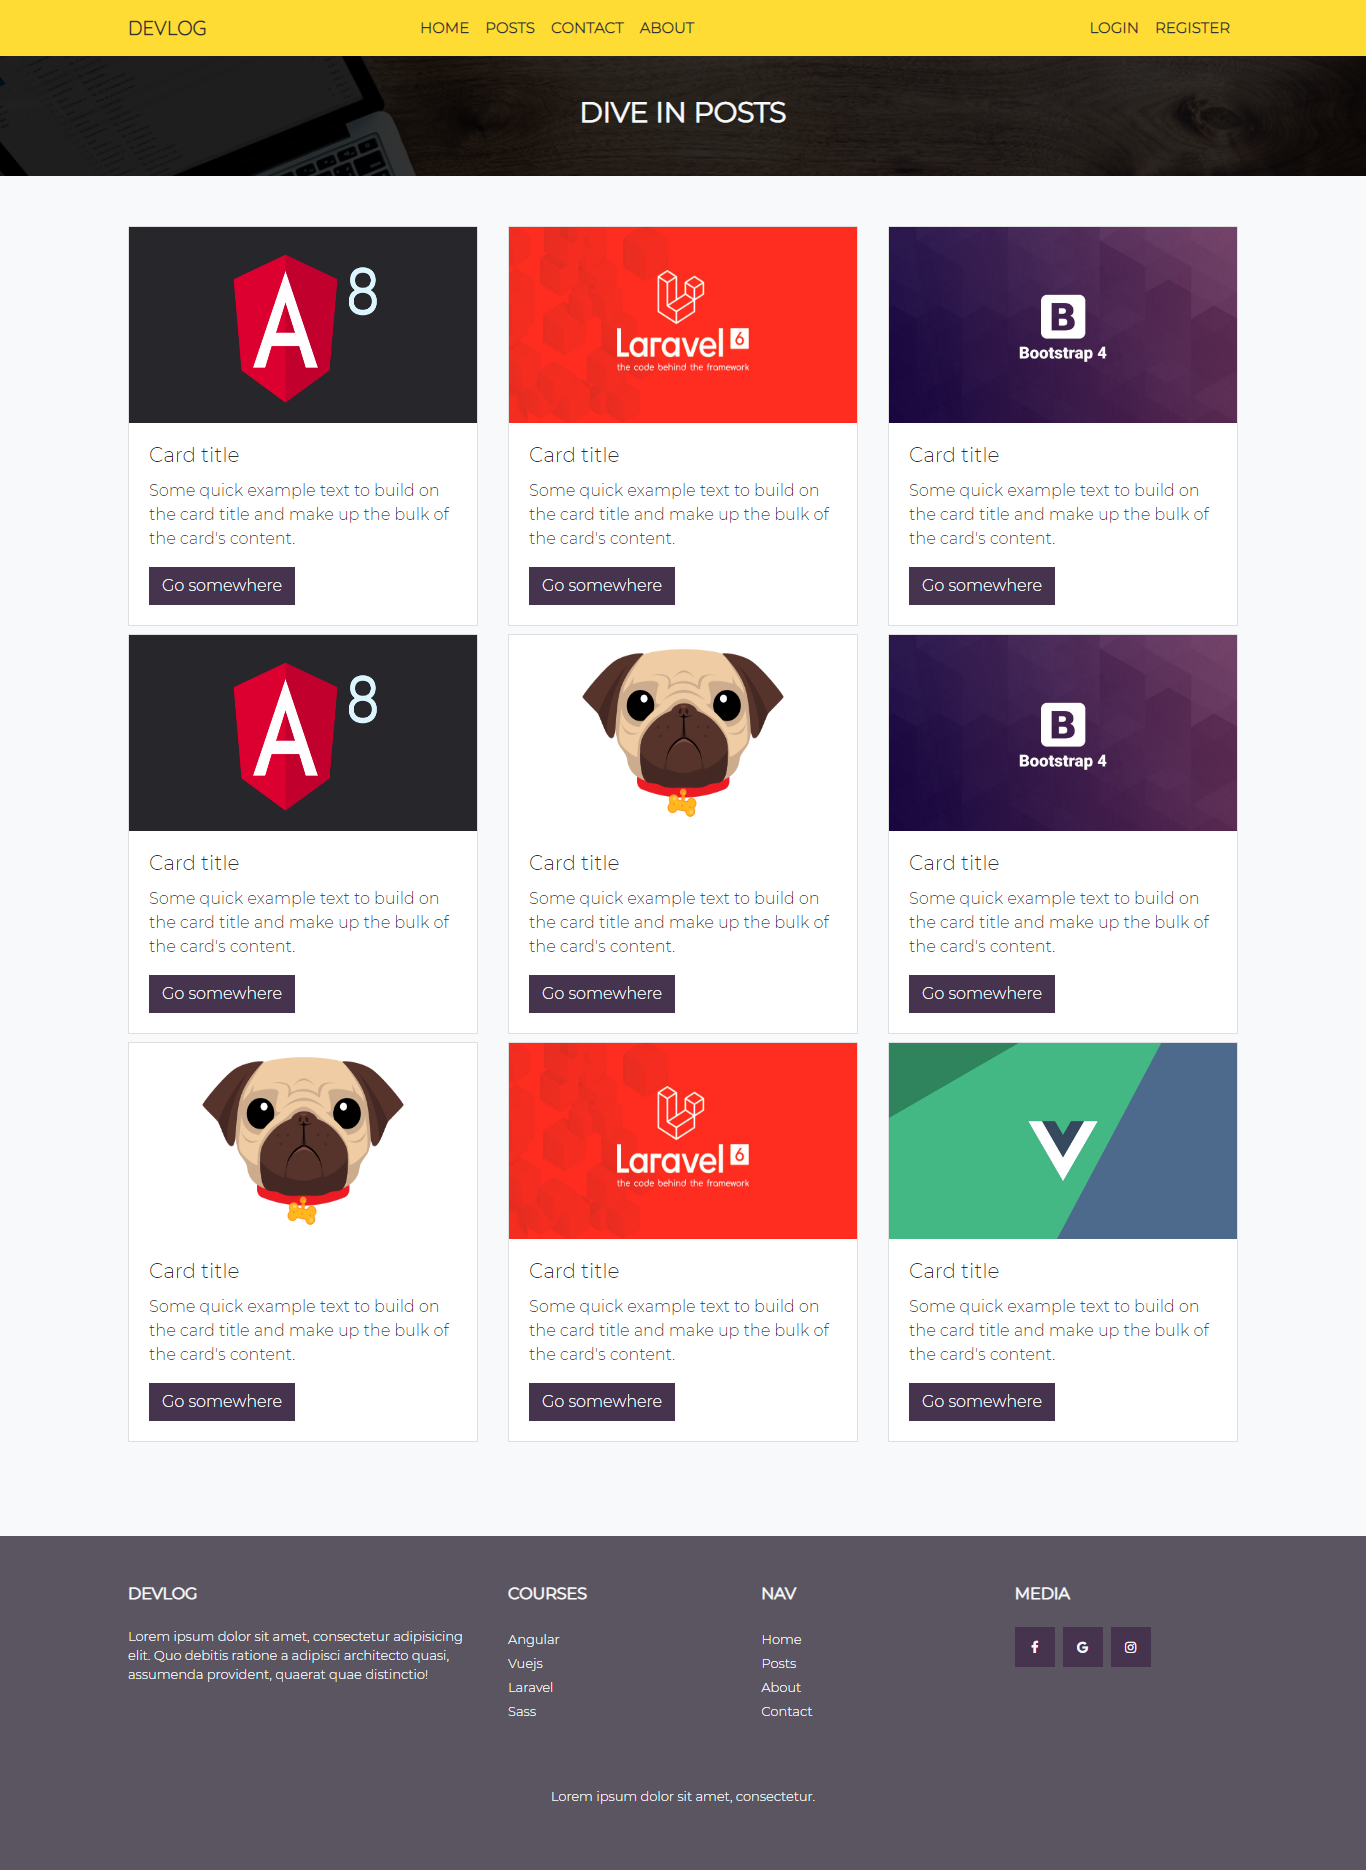 DEVLOG
HOME POSTS CONTACT ABOUT
LOGIN REGISTER
DIVE IN POSTS
A 8
Laravel 6
the code behind the framework
B
Bootstrap 4
Card title
Some quick example text to build on
the card title and make up the bulk of
the card's content.
Go somewhere
Card title
Some quick example text to build on
the card title and make up the bulk of
the card's content.
Go somewhere
Card title
Some quick example text to build on
the card title and make up the bulk of
the card's content.
Go somewhere
A 8
B
Bootstrap 4
Card title
Some quick example text to build on
the card title and make up the bulk of
the card's content.
Go somewhere
Card title
Some quick example text to build on
the card title and make up the bulk of
the card's content.
Go somewhere
Card title
Some quick example text to build on
the card title and make up the bulk of
the card's content.
Go somewhere
Laravel 6
the code behind the framework
Card title
Some quick example text to build on
the card title and make up the bulk of
the card's content.
Go somewhere
Card title
Some quick example text to build on
the card title and make up the bulk of
the card's content.
Go somewhere
Card title
Some quick example text to build on
the card title and make up the bulk of
the card's content.
Go somewhere
DEVLOG
Lorem ipsum dolor sit amet, consectetur adipisicing
elit. Quo debitis ratione a adipisci architecto quasi,
assumenda provident, quaerat quae distinctio!
COURSES
Angular
Vuejs
Laravel
Sass
NAV
Home
Posts
About
Contact
MEDIA
Lorem ipsum dolor sit amet, consectetur.